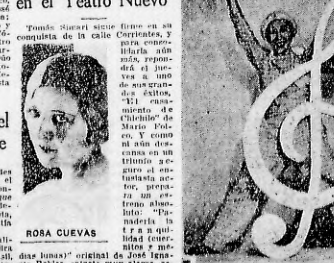 en el Teatro Nuevo
Tomás Simari sigue firme en su
conquista de la calle Corrientes, y
para conso-
lidarla aún
más, repon-
drá el jue-
ves a uno
de sus gran-
des éxitos,
"El casa-
miento de
Chichilo" de
Mario Fol-
co. Y como
ni aún des-
cansa en un
triunfo se-
guro el en-
tusiasta ac-
tor, prepa-
ra un es-
treno abso-
luto: "Pa-
nadería la
tranqui-
lidad (cuer-
nitos y me-
dias lunas)" original de José Igna-
ROSA CUEVAS